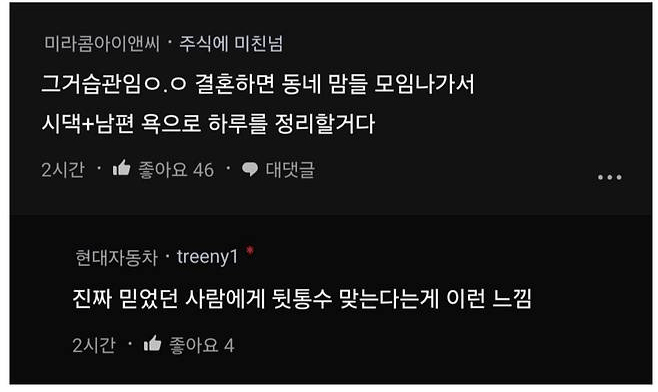 미라콤아이앤씨 · 주식에 미친넘
그거습관임ㅇ.ㅇ 결혼하면 동네 맘들 모임나가서
시댁+남편 욕으로 하루를 정리할거다
2시간 · 좋아요 46 · 대댓글
현대자동차 · treeny1 *
진짜 믿었던 사람에게 뒷통수 맞는다는게 이런 느낌
2시간 · 좋아요 4